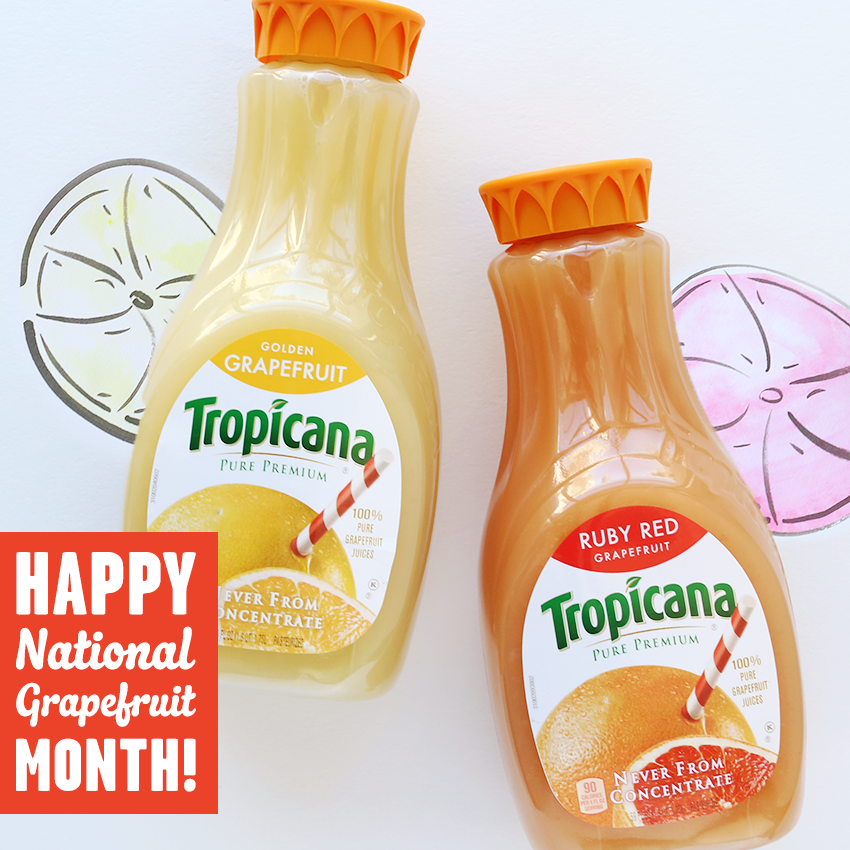 GOLDEN
GRAPEFRUIT
Tropicana
PURE PREMIUM
100%
PURE
GRAPEFRUIT
JUICES
K
NEVER FROM
CONCENTRATE
RUBY RED
GRAPEFRUIT
Tropicana
PURE PREMIUM
100%
PURE
GRAPEFRUIT
JUICES
K
90
CALORIES
NEVER FROM
CONCENTRATE
HAPPY
National
Grapefruit
MONTH!